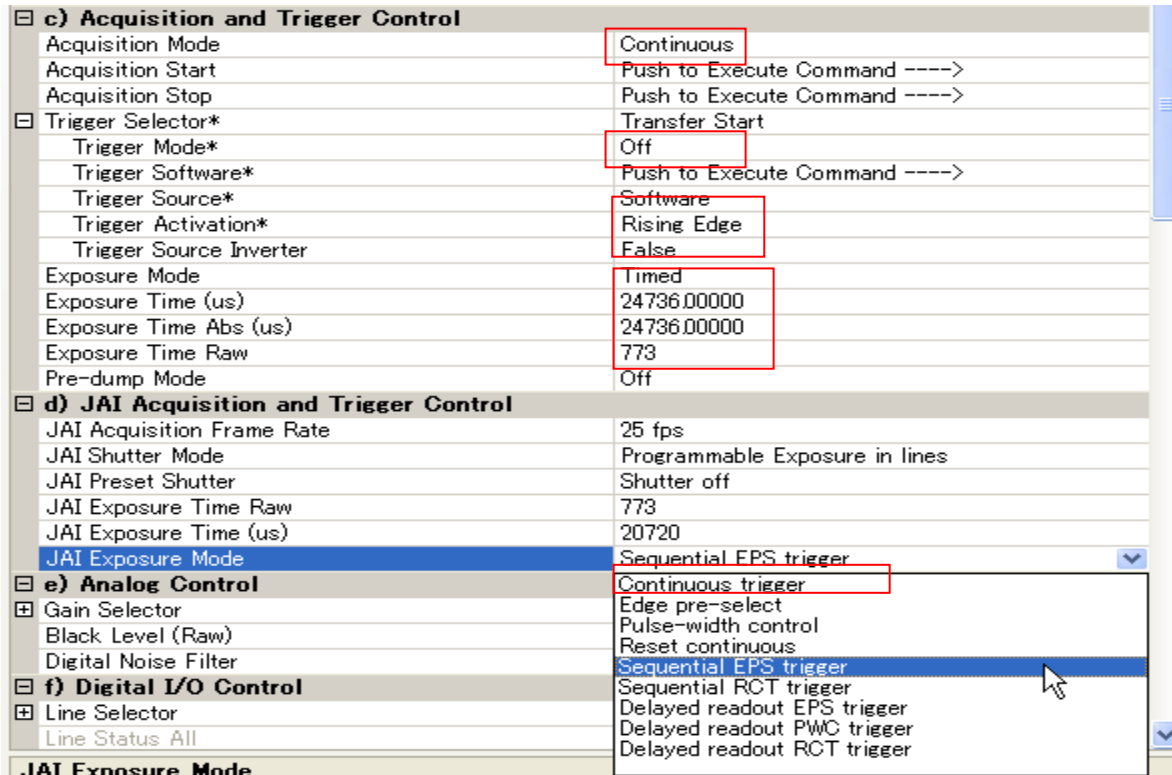 c) Acquisition and Trigger Control
Acquisition Mode Continuous
Acquisition Start Push to Execute Command ---->
Acquisition Stop Push to Execute Command ---->
Trigger Selector* Transfer Start
Trigger Mode* Off
Trigger Software* Push to Execute Command ---->
Trigger Source* Software
Trigger Activation* Rising Edge
Trigger Source Inverter False
Exposure Mode Timed
Exposure Time (us) 24736.00000
Exposure Time Abs (us) 24736.00000
Exposure Time Raw 773
Pre-dump Mode Off
d) JAI Acquisition and Trigger Control
JAI Acquisition Frame Rate 25 fps
JAI Shutter Mode Programmable Exposure in lines
JAI Preset Shutter Shutter off
JAI Exposure Time Raw 773
JAI Exposure Time (us) 20720
JAI Exposure Mode Sequential EPS trigger
e) Analog Control Continuous trigger
Gain Selector Edge pre-select
Pulse-width control
Black Level (Raw) Reset continuous
Digital Noise Filter Sequential EPS trigger
f) Digital I/O Control Sequential RCT trigger
Line Selector Delayed readout EPS trigger
Delayed readout PWC trigger
Line Status All Delayed readout RCT trigger
JAI Exposure Mode